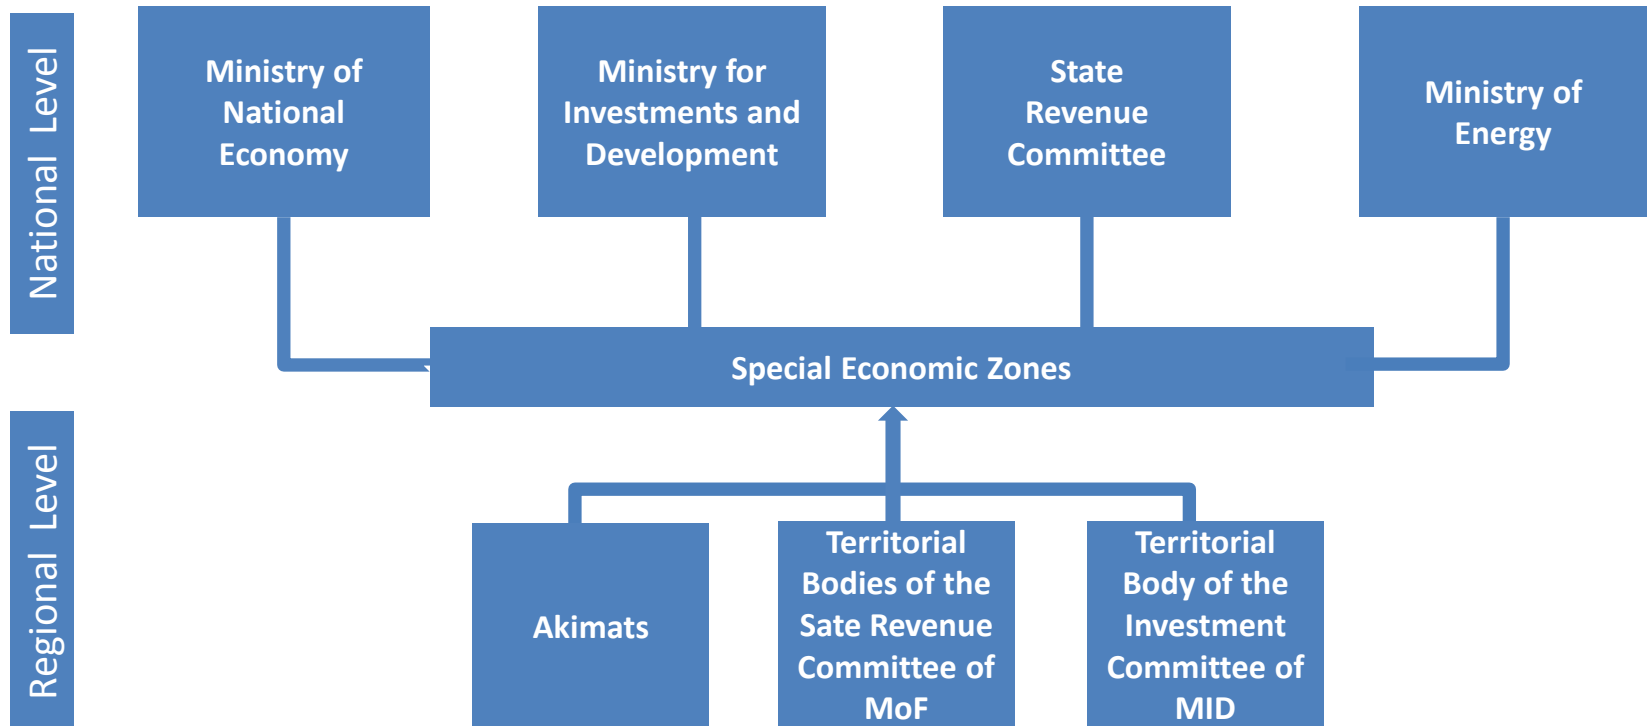 National Level
Ministry of
National
Economy
Ministry for
Investments and
Development
State
Revenue
Committee
Ministry of
Energy
Special Economic Zones
Regional Level
Akimats
Territorial
Bodies of the
Sate Revenue
Committee of
MoF
Territorial
Body of the
Investment
Committee of
MID